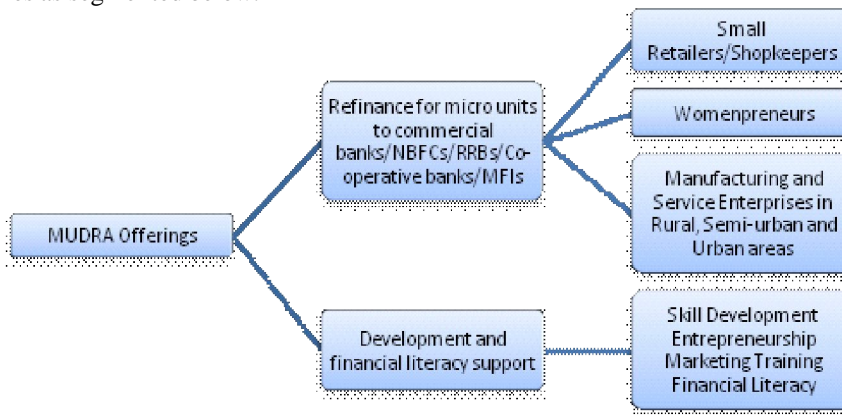 Small
Retailers/Shopkeepers
Refinance for micro units
to commercial
banks/NBFCs/RRBs/Co-
operative banks/MFIs
Womenpreneurs
Manufacturing and
Service Enterprises in
Rural, Semi-urban and
Urban areas
MUDRA Offerings
Development and
financial literacy support
Skill Development
Entrepreneurship
Marketing Training
Financial Literacy